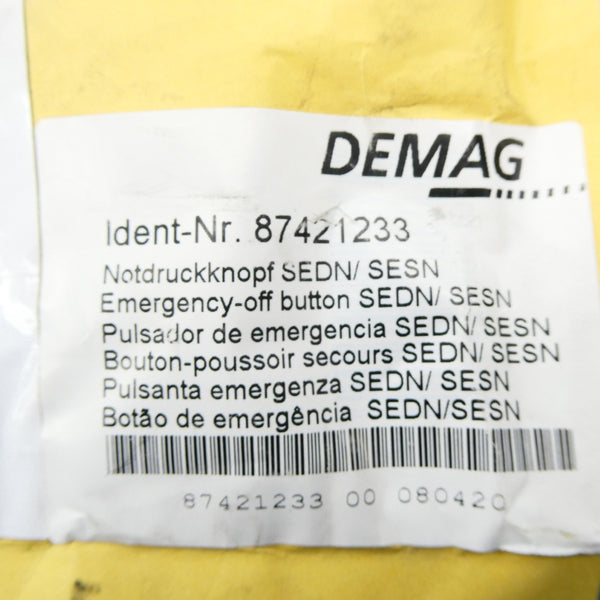 DEMAG
Ident-Nr. 87421233
Notdruckknopf SEDN/ SESN
Emergency-off button SEDN/ SESN
Pulsador de emergencia SEDN/ SESN
Bouton-poussoir secours SEDN/ SESN
Pulsanta emergenza SEDN/ SESN
Botão de emergência SEDN/SESN
87421233 00 080420